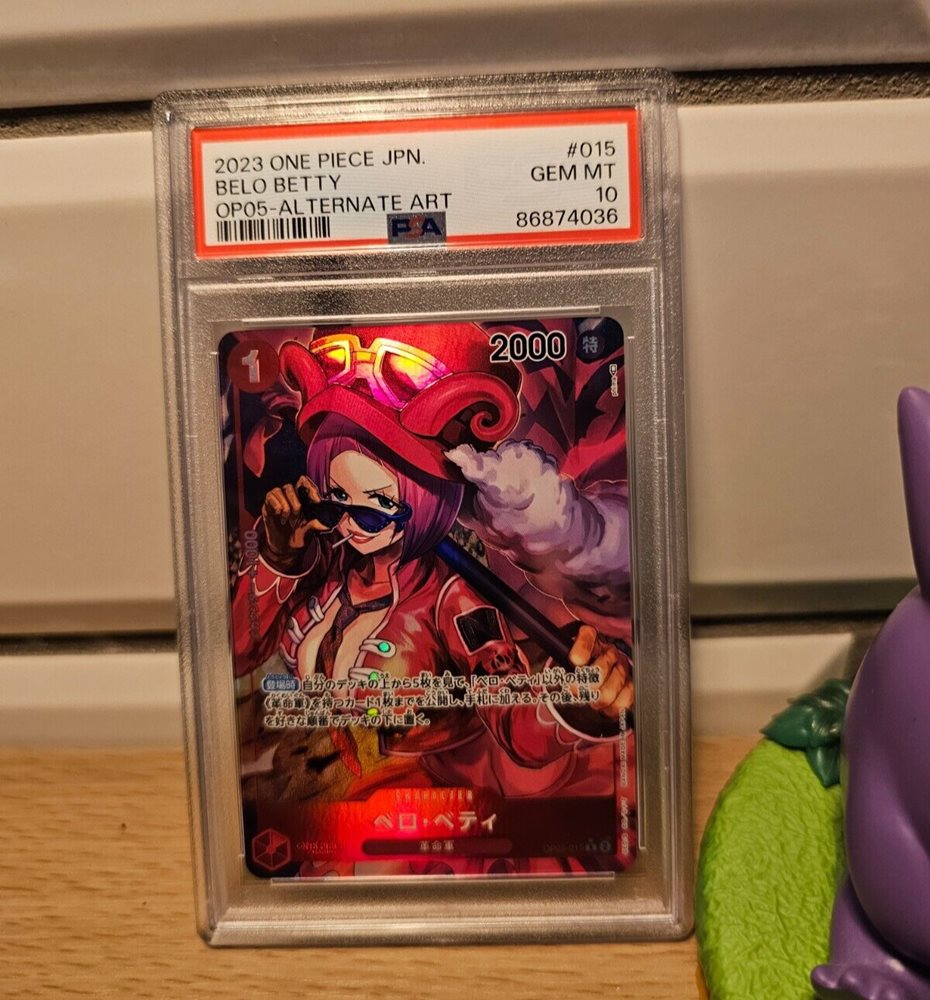 2023 ONE PIECE JPN.
#015
BELO BETTY
GEM MT
OP05-ALTERNATE ART
10
PSA
86874036
1
2000
特
登場時 自分のデッキの上から5枚を見て、「ベロ・ベティ」以外の特徴
《革命軍》を持つカード1枚までを公開し、手札に加える。その後、残り
を好きな順番でデッキの下に置く。
CHARACTER
ベロ・ベティ
革命軍
OP05-015